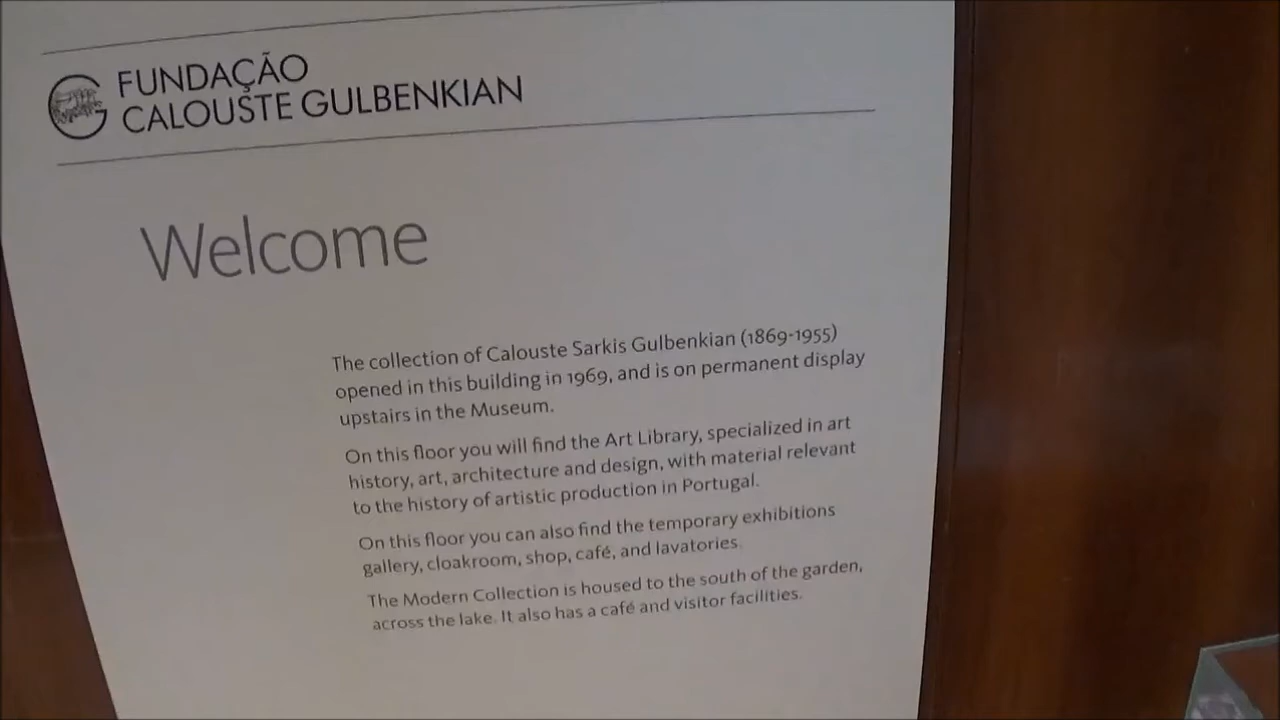 FUNDAÇÃO
CALOUSTE GULBENKIAN
Welcome
The collection of Calouste Sarkis Gulbenkian (1869-1955)
opened in this building in 1969, and is on permanent display
upstairs in the Museum.
On this floor you will find the Art Library, specialized in art
history, art, architecture and design, with material relevant
to the history of artistic production in Portugal.
On this floor you can also find the temporary exhibitions
gallery, cloakroom, shop, café, and lavatories.
The Modern Collection is housed to the south of the garden,
across the lake. It also has a café and visitor facilities.